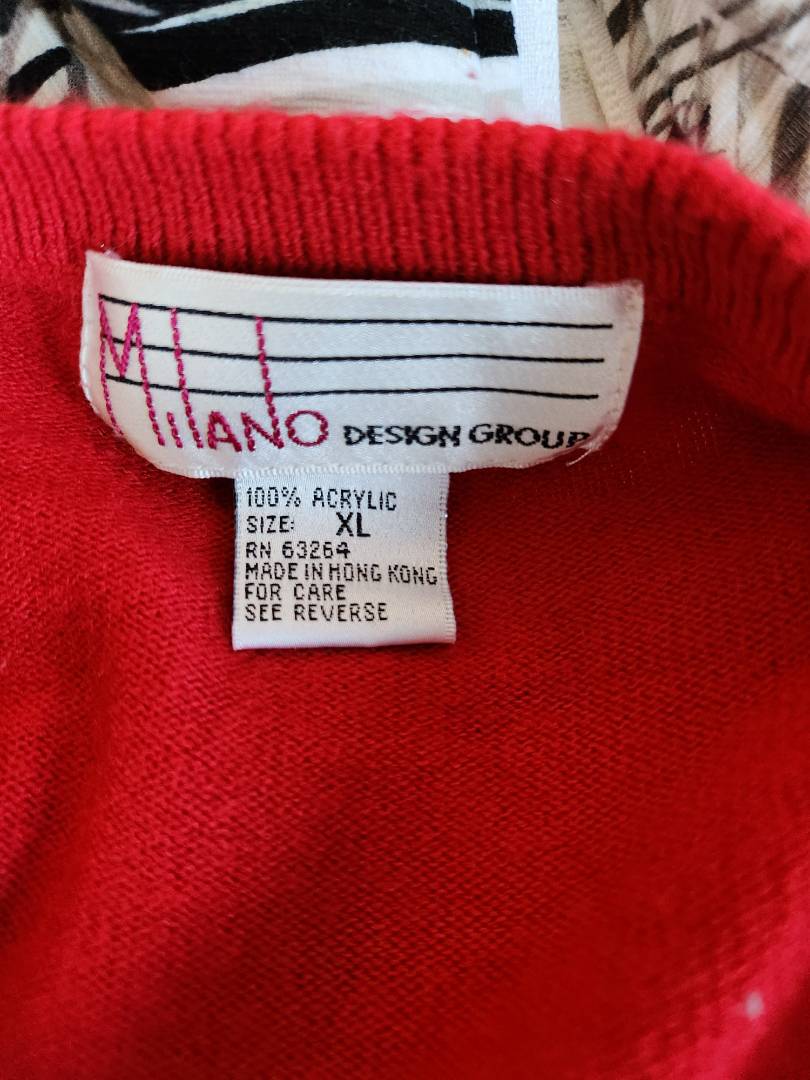 MILANO DESIGN GROUP
100% ACRYLIC
SIZE: XL
RN 63264
MADE IN HONG KONG
FOR CARE
SEE REVERSE